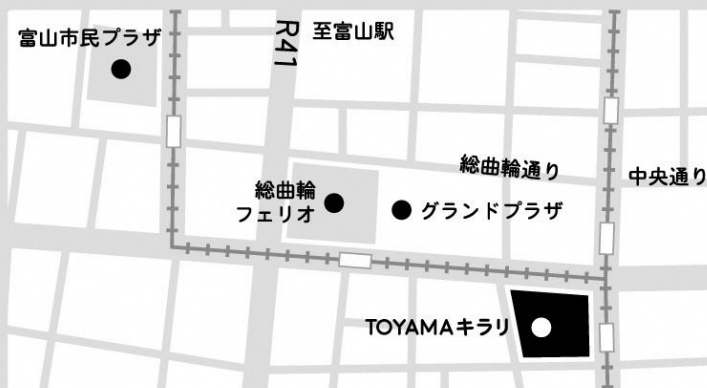 富山市民プラザ
R41
至富山駅
総曲輪通り
中央通り
総曲輪
フェリオ
グランドプラザ
TOYAMAキラリ